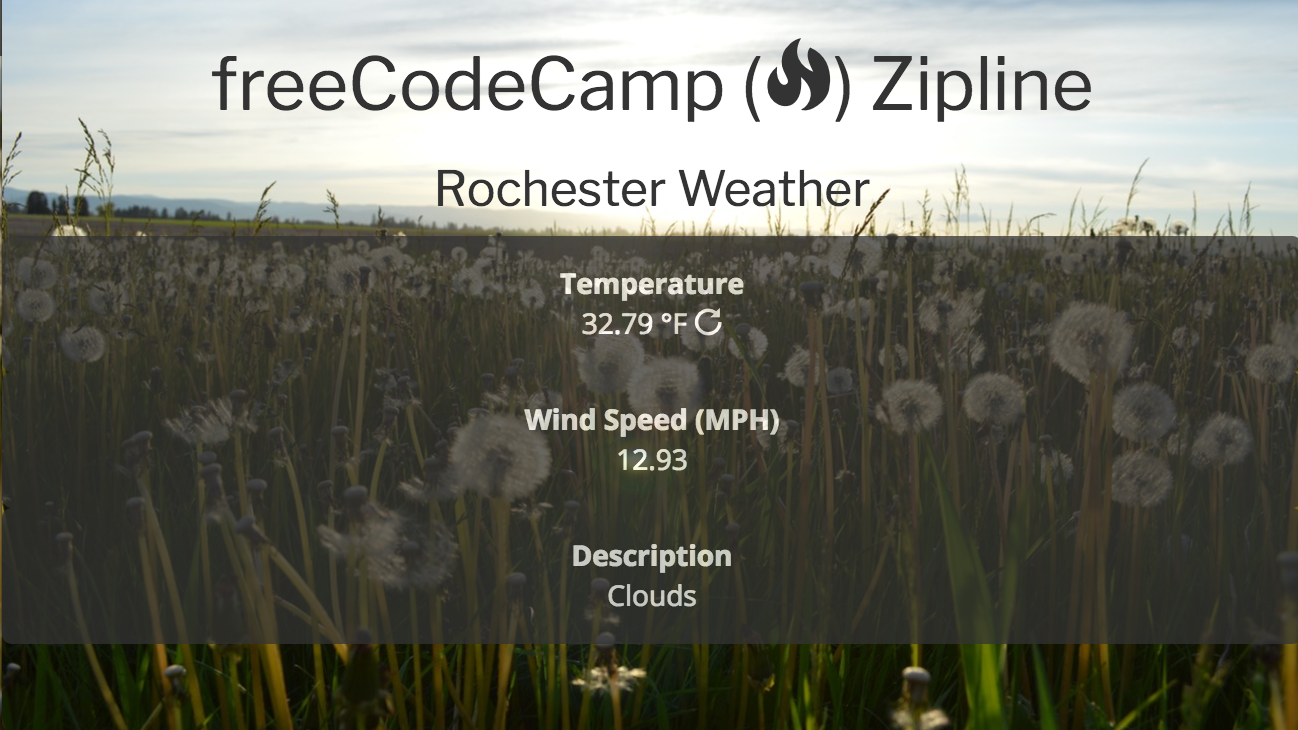 freeCodeCamp () Zipline
Rochester Weather
Temperature
32.79 °F
Wind Speed (MPH)
12.93
Description
Clouds